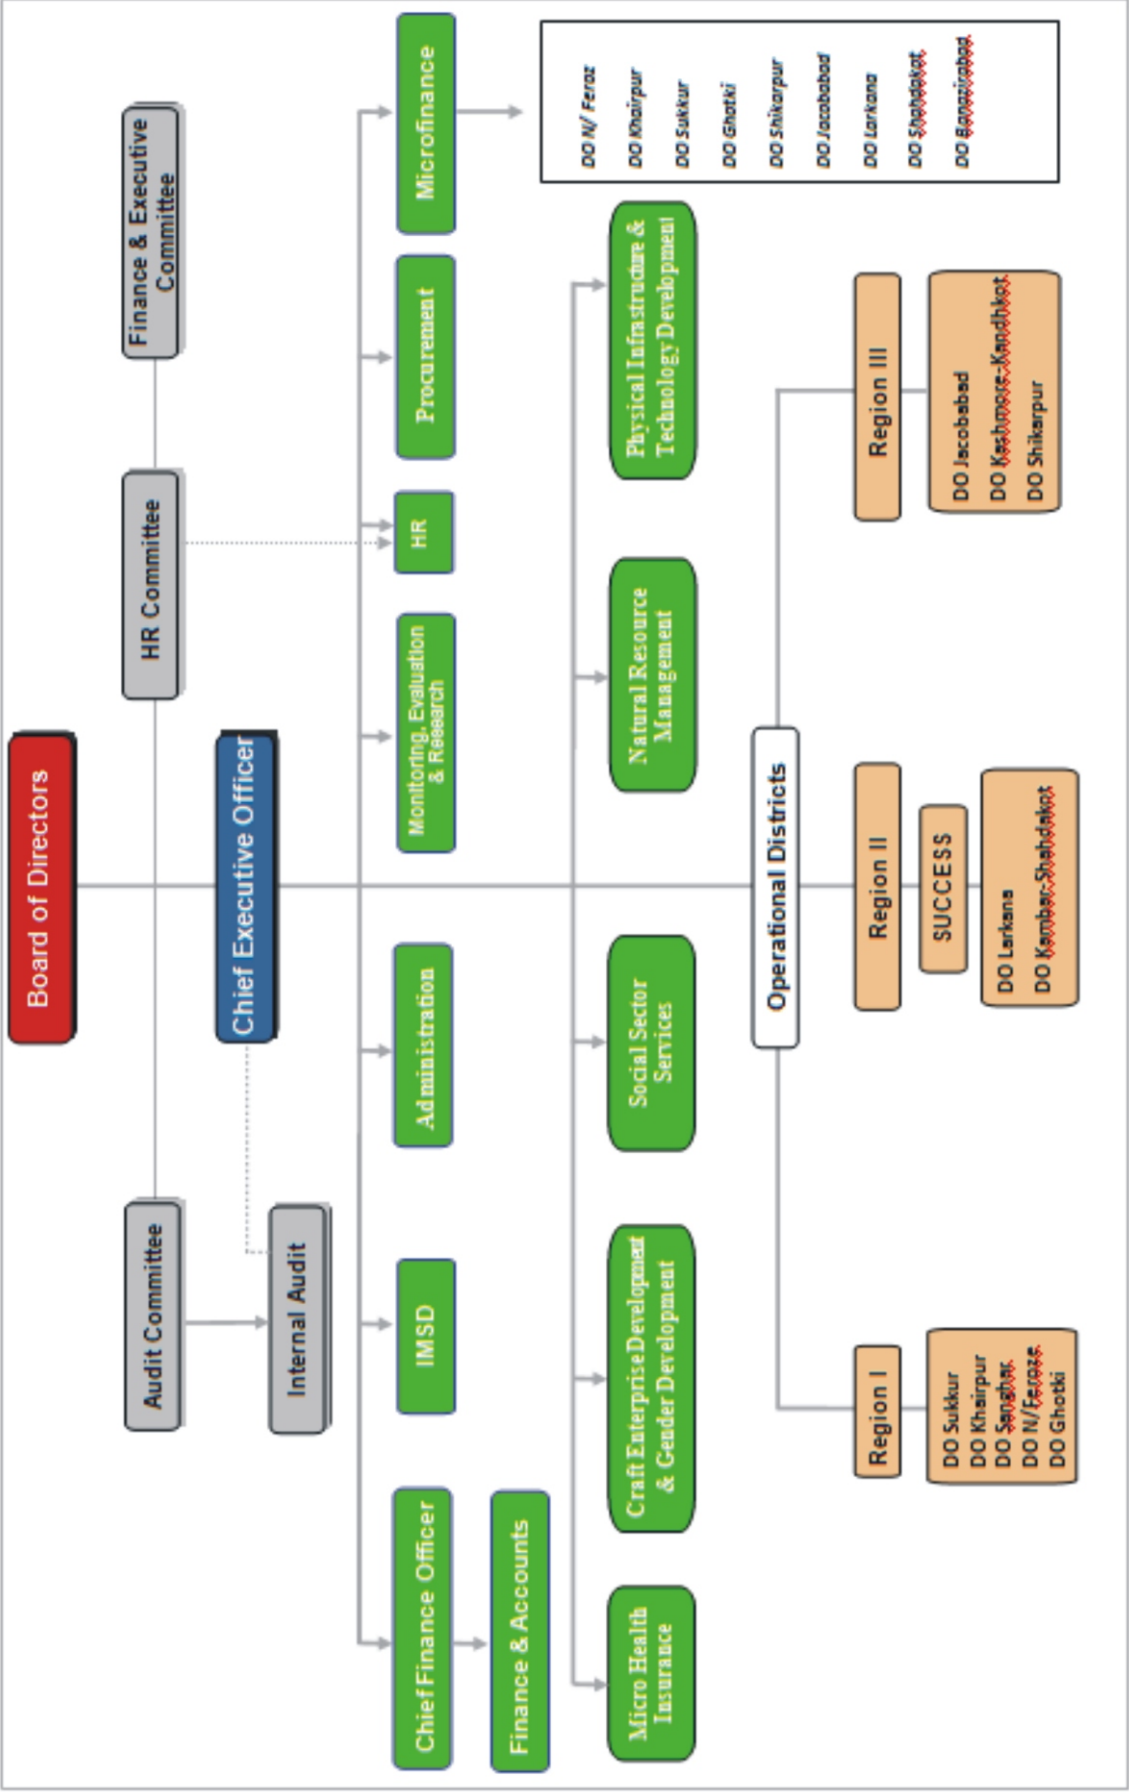 Board of Directors
Audit Committee
HR Committee
Finance & Executive
Committee
Chief Executive Officer
Internal Audit
Chief Finance Officer
IMSD
Administration
Monitoring, Evaluation
& Research
HR
Procurement
Microfinance
Finance & Accounts
DO N/ Feroz
DO Khairpur
DO Sukkur
DO Ghotki
DO Shikarpur
DO Jacobabad
DO Larkana
DO Shahdakot
DO Banazirabad
Micro Health
Insurance
Craft Enterprise Development
& Gender Development
Social Sector
Services
Natural Resource
Management
Physical Infrastructure &
Technology Development
Operational Districts
Region I
Region II
Region III
DO Sukkur
DO Khairpur
DO Sanghar
DO N/Feroze
DO Ghotki
SUCCESS
DO Larkana
DO Kambar-Shahdakot
DO Jacobabad
DO Kashmore-Kandhkot
DO Shikarpur